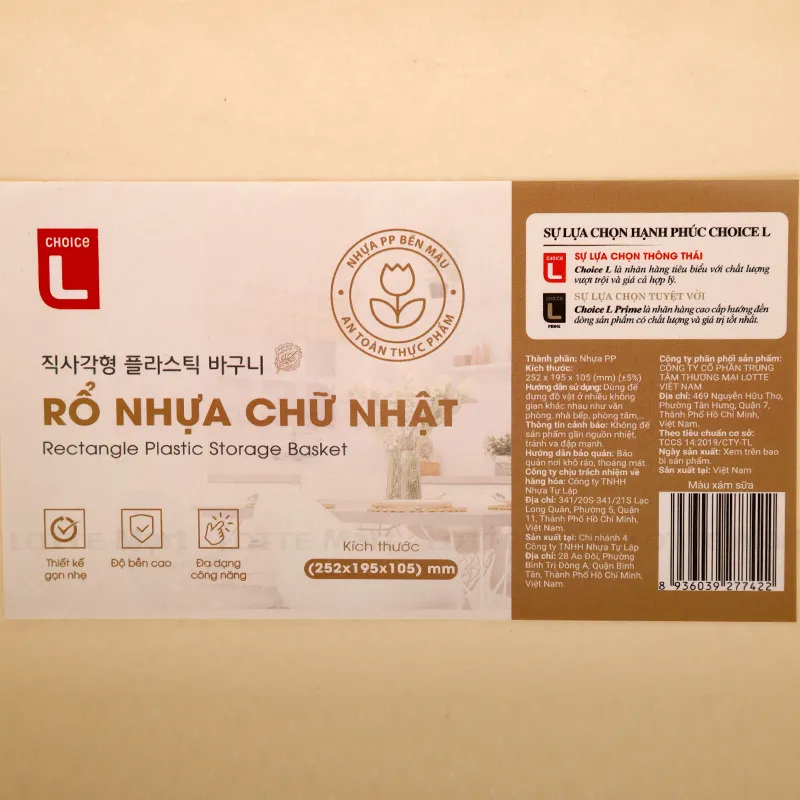 CHOICE
L
직사각형 플라스틱 바구니
RỔ NHỰA CHỮ NHẬT
Rectangle Plastic Storage Basket
NHỰA PP BỀN MÀU
AN TOÀN THỰC PHẨM
Thiết kế
gọn nhẹ
Độ bền cao
Đa dạng
công năng
Kích thước
(252x195x105) mm
SỰ LỰA CHỌN HẠNH PHÚC CHOICE L
CHOICE
L
SỰ LỰA CHỌN THÔNG THÁI
Choice L là nhãn hàng tiêu biểu với chất lượng
vượt trội và giá cả hợp lý.
CHOICE
L
PRIME
SỰ LỰA CHỌN TUYỆT VỜI
Choice L Prime là nhãn hàng cao cấp hướng đến
dòng sản phẩm có chất lượng và giá trị tốt nhất.
Thành phần: Nhựa PP
Kích thước:
252 x 195 x 105 (mm) (±5%)
Hướng dẫn sử dụng: Dùng để
đựng đồ vật ở nhiều không
gian khác nhau như văn
phòng, nhà bếp, phòng tắm,...
Thông tin cảnh báo: Không để
sản phẩm gần nguồn nhiệt,
tránh va đập mạnh.
Hướng dẫn bảo quản: Bảo
quản nơi khô ráo, thoáng mát.
Công ty chịu trách nhiệm về
hàng hóa: Công ty TNHH
Nhựa Tự Lập
Địa chỉ: 341/20S-341/21S Lạc
Long Quân, Phường 5, Quận
11, Thành Phố Hồ Chí Minh,
Việt Nam
Sản xuất tại: Chi nhánh 4
Công ty TNHH Nhựa Tự Lập
Địa chỉ: 28 Ao Đôi, Phường
Bình Trị Đông A, Quận Bình
Tân, Thành Phố Hồ Chí Minh,
Việt Nam
Công ty phân phối sản phẩm:
CÔNG TY CỔ PHẦN TRUNG
TÂM THƯƠNG MẠI LOTTE
VIỆT NAM
Địa chỉ: 469 Nguyễn Hữu Thọ,
Phường Tân Hưng, Quận 7,
Thành Phố Hồ Chí Minh,
Việt Nam.
Theo tiêu chuẩn cơ sở:
TCCS 14:2019/CTY-TL
Ngày sản xuất: Xem trên bao
bì sản phẩm.
Sản xuất tại: Việt Nam
Màu xám sữa
8 936039 277422